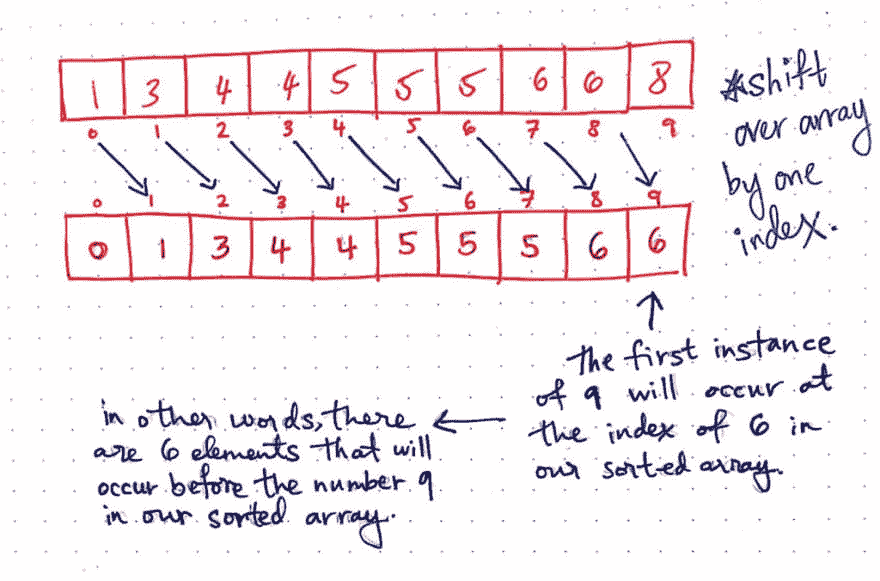 1 3 4 4 5 5 5 6 6 8
0 1 2 3 4 5 6 7 8 9
*shift
over array
by one
index.
0 1 2 3 4 5 6 7 8 9
0 1 3 4 4 5 5 5 6 6
The first instance
of 9 will occur at
the index of 6 in
our sorted array.
in other words, there
are 6 elements that will
occur before the number 9
in our sorted array.